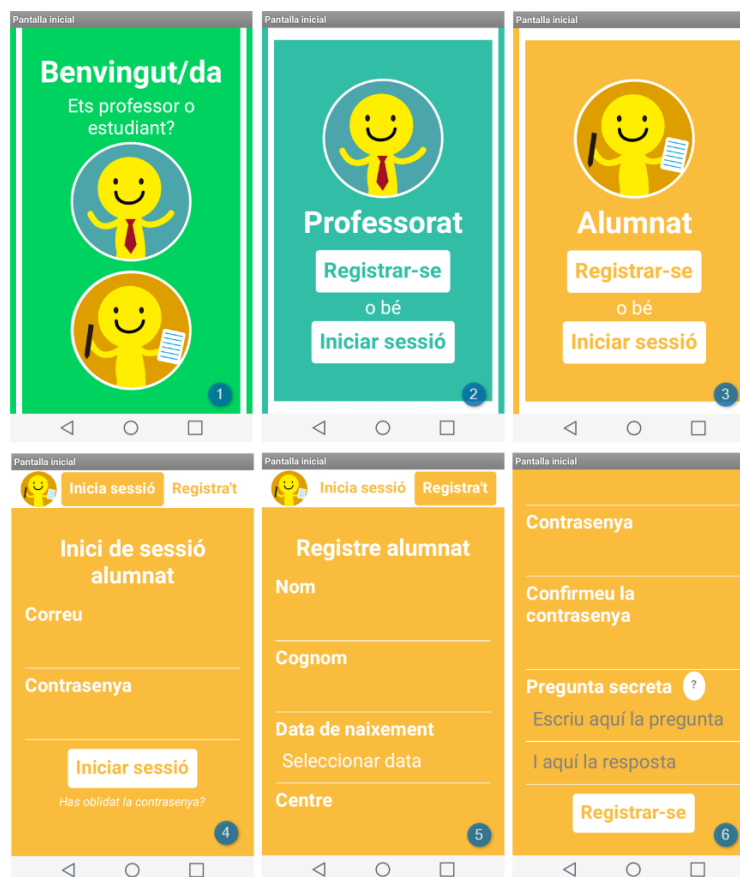 Pantalla inicial
Benvingut/da
Ets professor o
estudiant?
1
Pantalla inicial
Professorat
Registrar-se
o bé
Iniciar sessió
2
Pantalla inicial
Alumnat
Registrar-se
o bé
Iniciar sessió
3
Pantalla inicial
Inicia sessió Registra't
Inici de sessió
alumnat
Correu
Contrasenya
Iniciar sessió
Has oblidat la contrasenya?
4
Pantalla inicial
Inicia sessió Registra't
Registre alumnat
Nom
Cognom
Data de naixement
Seleccionar data
Centre
5
Pantalla inicial
Contrasenya
Confirmeu la
contrasenya
Pregunta secreta ?
Escriu aquí la pregunta
I aquí la resposta
Registrar-se
6